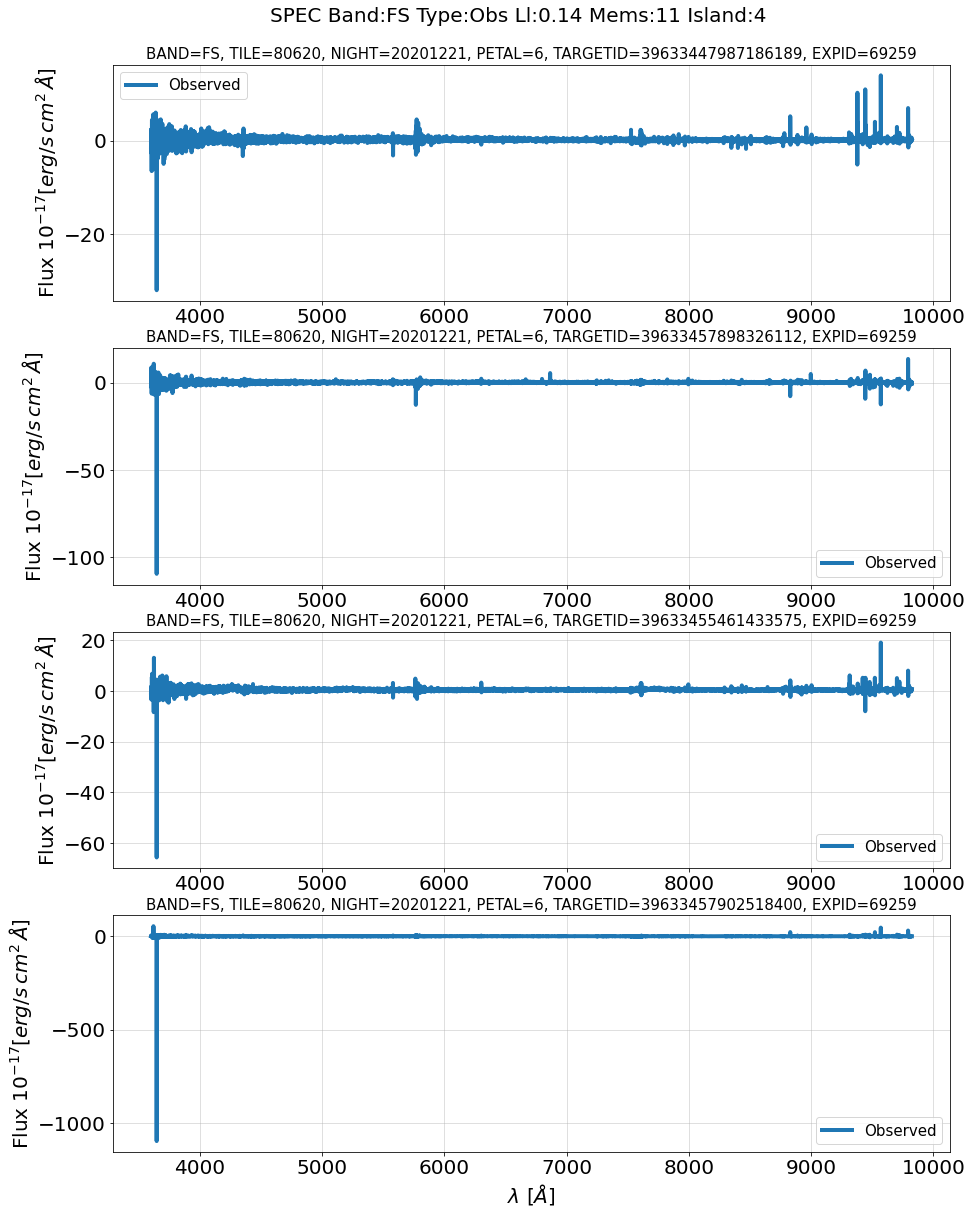 SPEC Band:FS Type:Obs Ll:0.14 Mems:11 Island:4
BAND=FS, TILE=80620, NIGHT=20201221, PETAL=6, TARGETID=39633447987186189, EXPID=69259
Observed
0
−20
Flux 10^{−17}[erg/s cm^2 Å]
4000 5000 6000 7000 8000 9000 10000
BAND=FS, TILE=80620, NIGHT=20201221, PETAL=6, TARGETID=39633457898326112, EXPID=69259
0
−50
−100
Flux 10^{−17}[erg/s cm^2 Å]
Observed
4000 5000 6000 7000 8000 9000 10000
BAND=FS, TILE=80620, NIGHT=20201221, PETAL=6, TARGETID=39633455461433575, EXPID=69259
20
0
−20
−40
−60
Flux 10^{−17}[erg/s cm^2 Å]
Observed
4000 5000 6000 7000 8000 9000 10000
BAND=FS, TILE=80620, NIGHT=20201221, PETAL=6, TARGETID=39633457902518400, EXPID=69259
0
−500
−1000
Flux 10^{−17}[erg/s cm^2 Å]
Observed
4000 5000 6000 7000 8000 9000 10000
λ [Å]